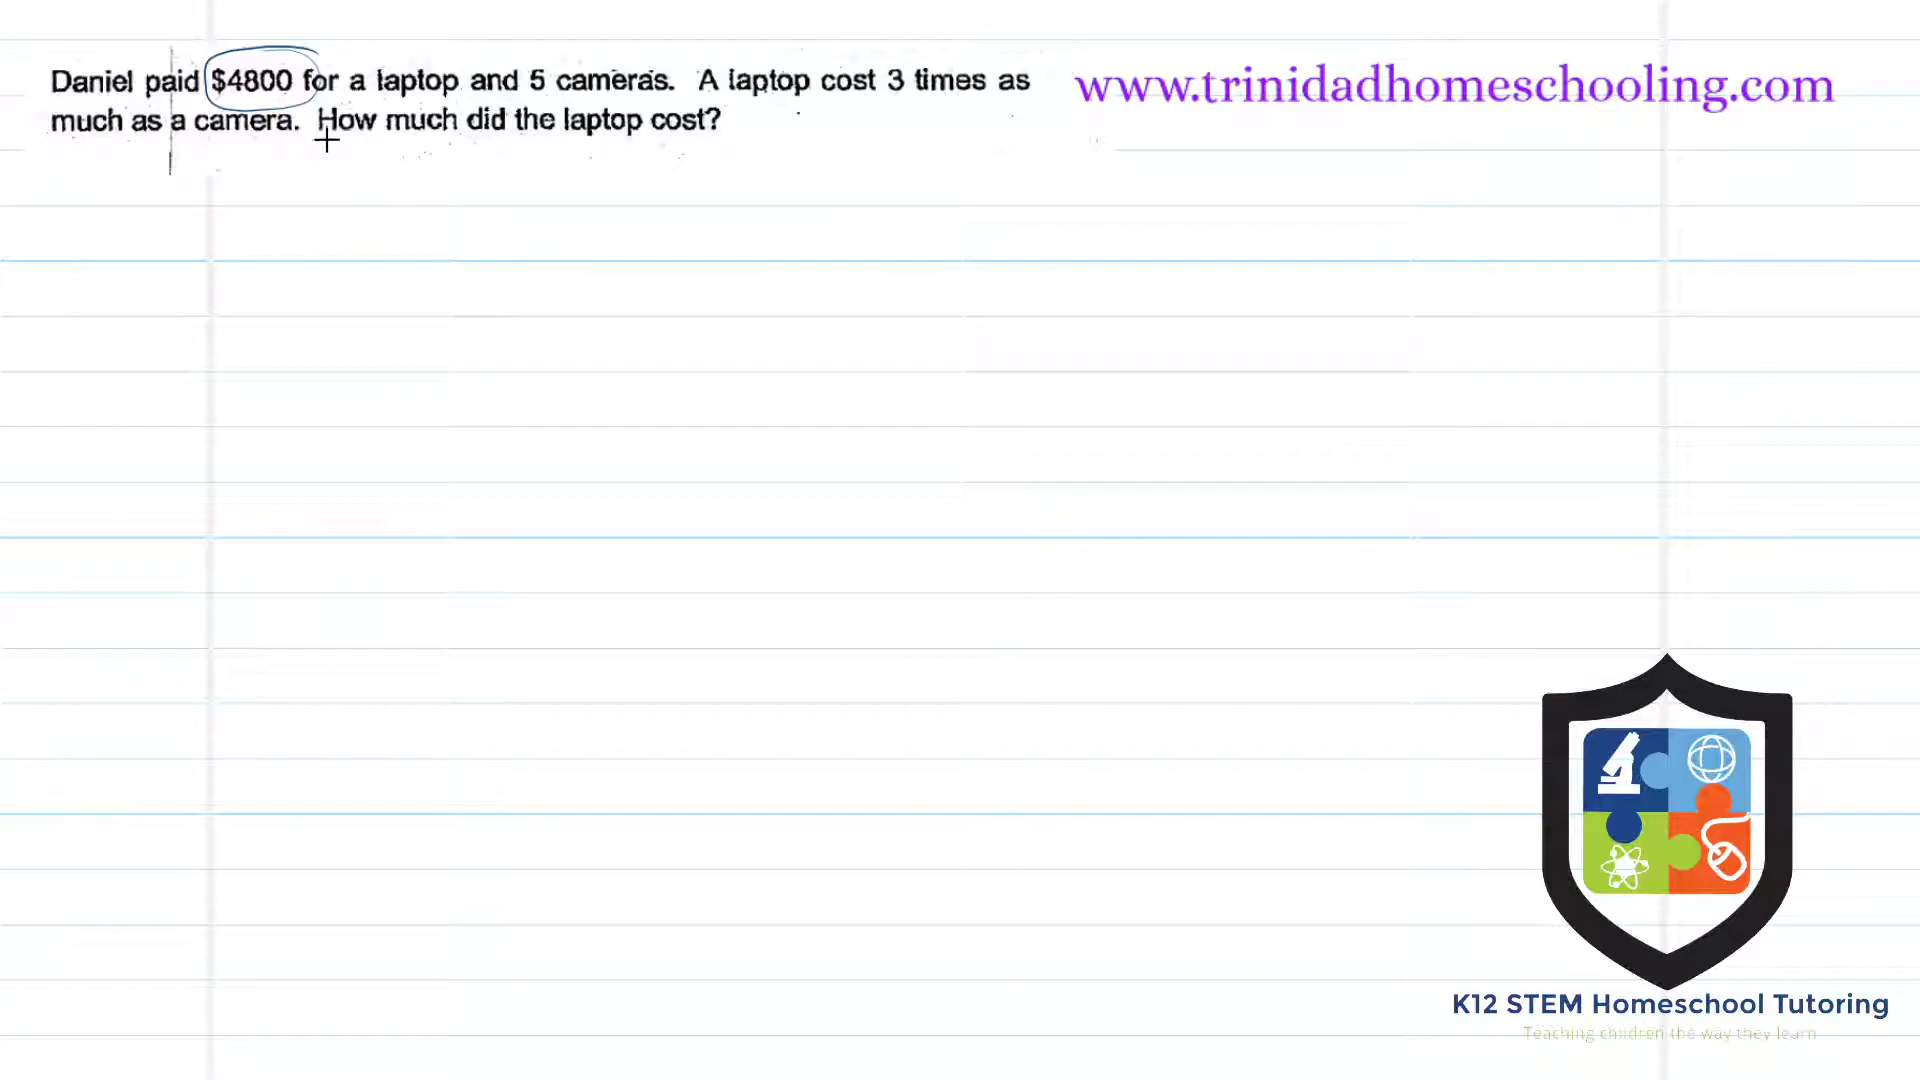 Daniel paid $4800 for a laptop and 5 cameras. A laptop cost 3 times as
much as a camera. How much did the laptop cost?
www.trinidadhomeschooling.com
K12 STEM Homeschool Tutoring
Teaching children the way they learn